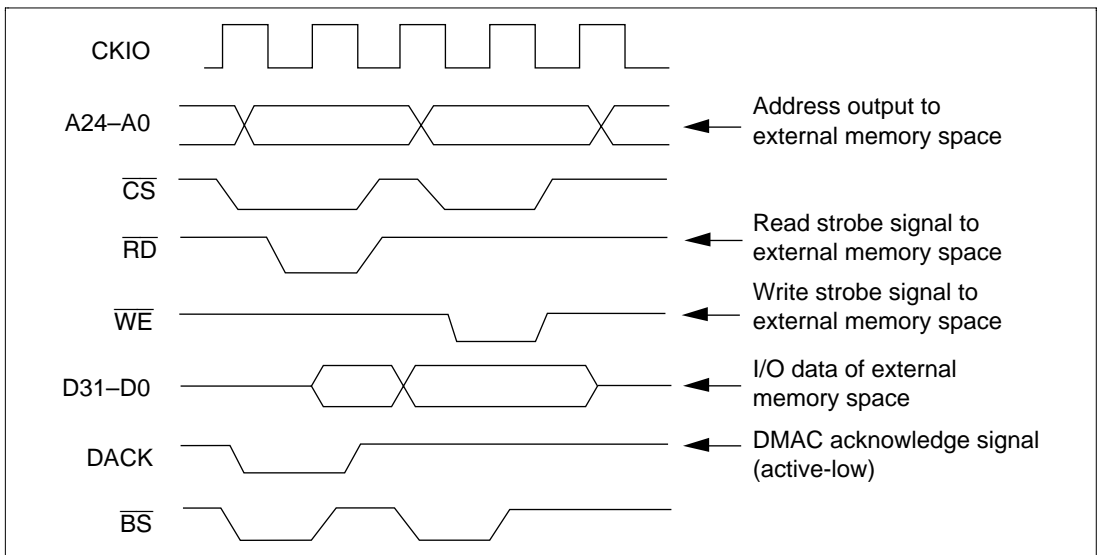 CKIO
A24–A0
Address output to
external memory space
CS
RD
Read strobe signal to
external memory space
WE
Write strobe signal to
external memory space
D31–D0
I/O data of external
memory space
DACK
DMAC acknowledge signal
(active-low)
BS